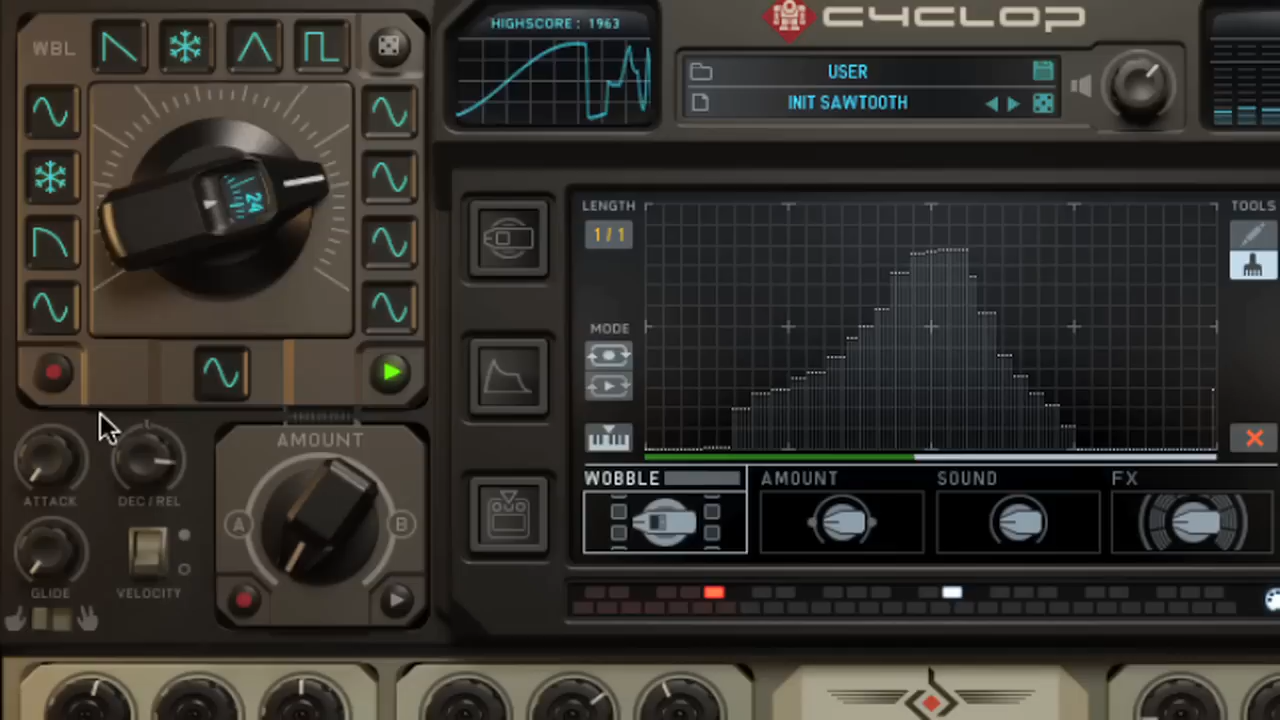 WBL
HIGHSCORE : 1963
CYCLOP
USER
INIT SAWTOOTH
24
LENGTH
1/1
TOOLS
MODE
AMOUNT
A
B
ATTACK
DEC/REL
GLIDE
VELOCITY
WOBBLE
AMOUNT
SOUND
FX